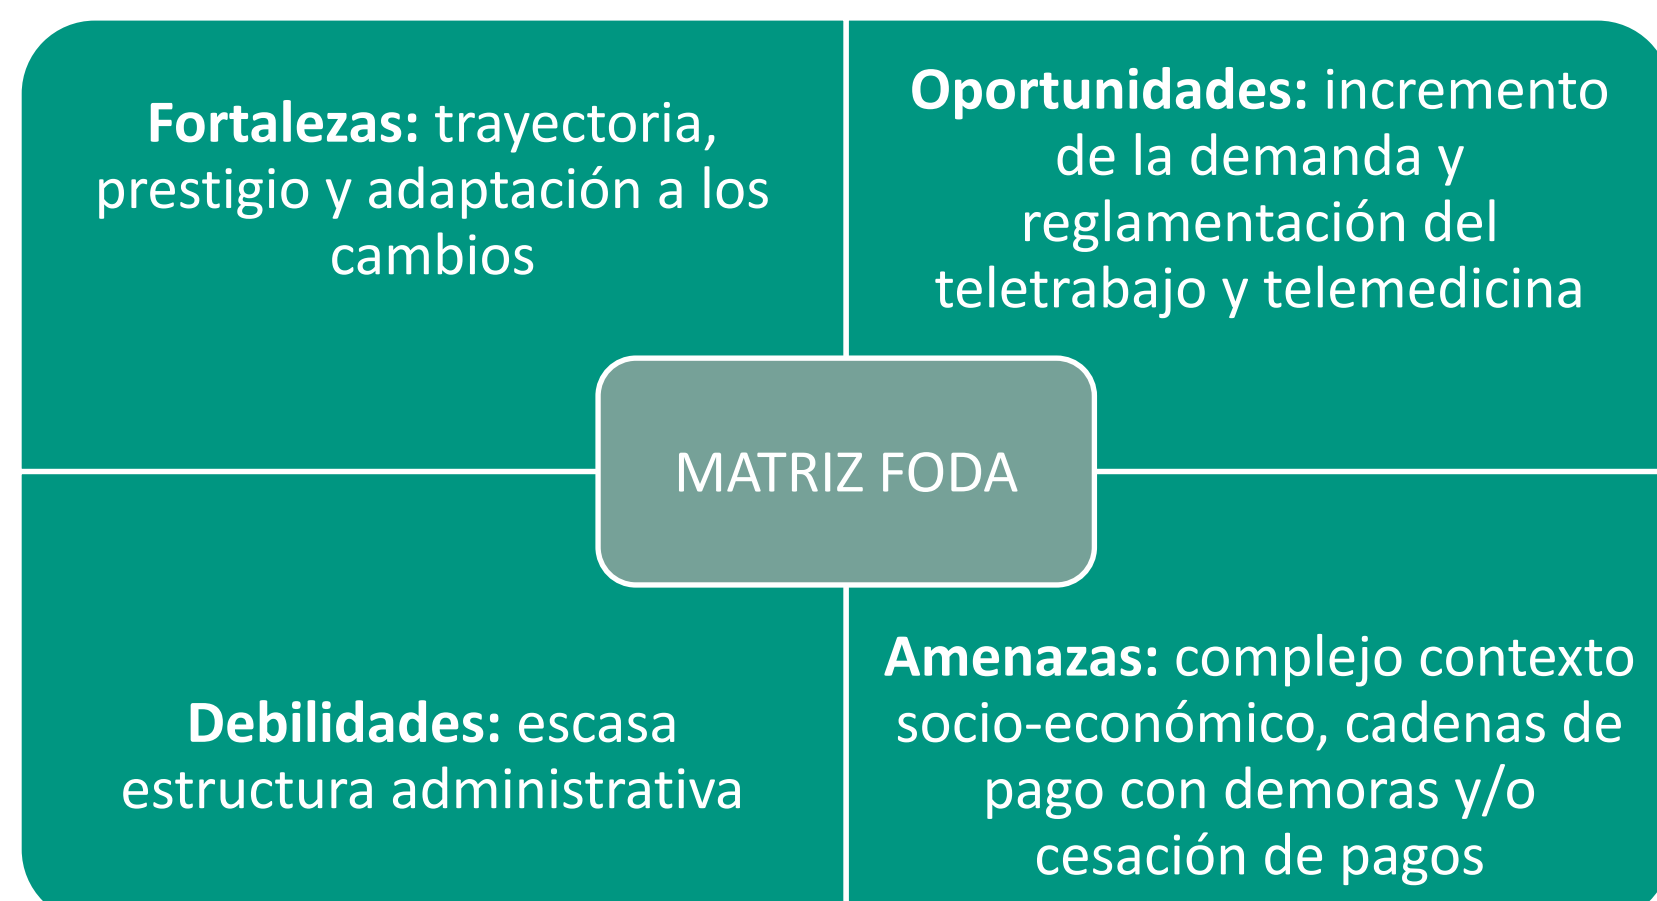 Fortalezas: trayectoria,
prestigio y adaptación a los
cambios
Oportunidades: incremento
de la demanda y
reglamentación del
teletrabajo y telemedicina
MATRIZ FODA
Debilidades: escasa
estructura administrativa
Amenazas: complejo contexto
socio-económico, cadenas de
pago con demoras y/o
cesación de pagos